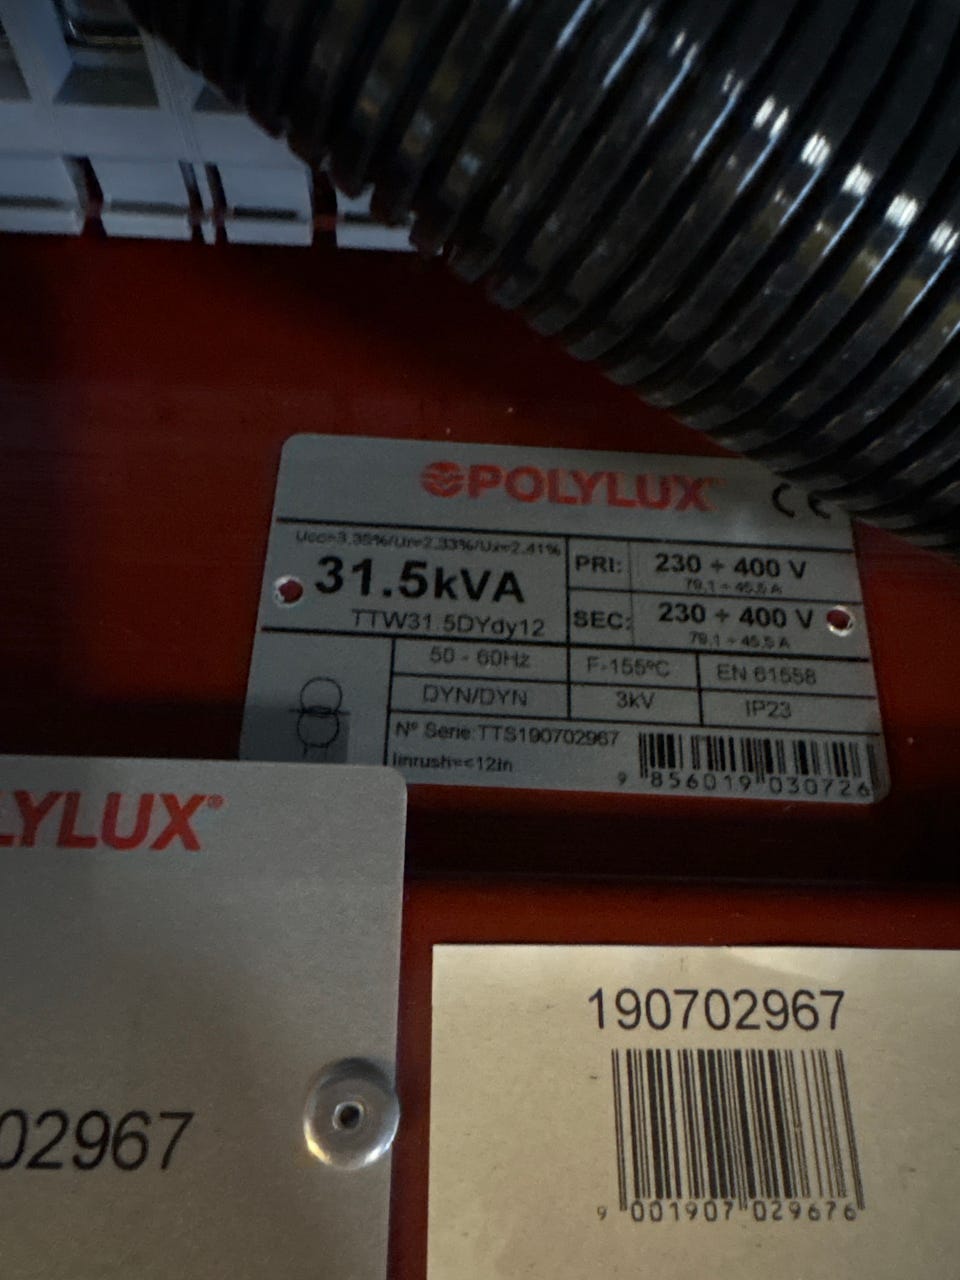 POLYLUX CE
Ucc=3.35%/Ur=2.33%/Ux=2.41%
31.5kVA
TTW31.5DYdy12
PRI: 230 ÷ 400 V
79,1 ÷ 45,5 A
SEC: 230 ÷ 400 V
79,1 ÷ 45,5 A
50 - 60Hz F-155ºC EN 61558
DYN/DYN 3kV IP23
Nº Serie:TTS190702967
Iinrush=<12In
9 856019 030726
LYLUX®
02967
190702967
9 001907 029676